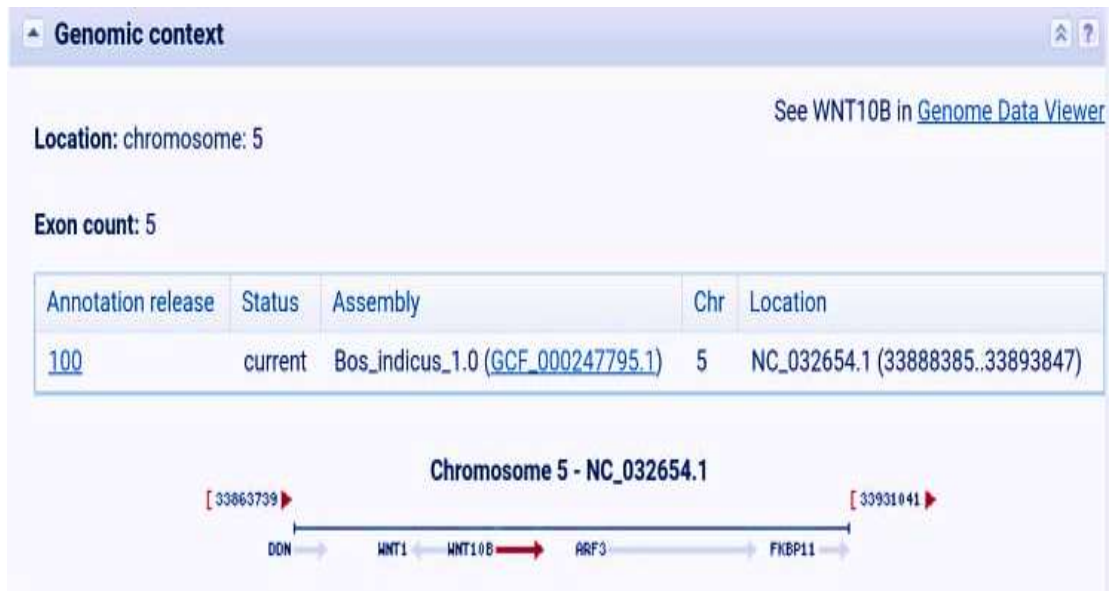 Genomic context
See WNT10B in Genome Data Viewer
Location: chromosome: 5
Exon count: 5
Annotation release Status Assembly Chr Location
100 current Bos_indicus_1.0 (GCF_000247795.1) 5 NC_032654.1 (33888385..33893847)
Chromosome 5 - NC_032654.1
[ 33863739 [ 33931041
DDN WNT1 WNT10B ARF3 FKBP11